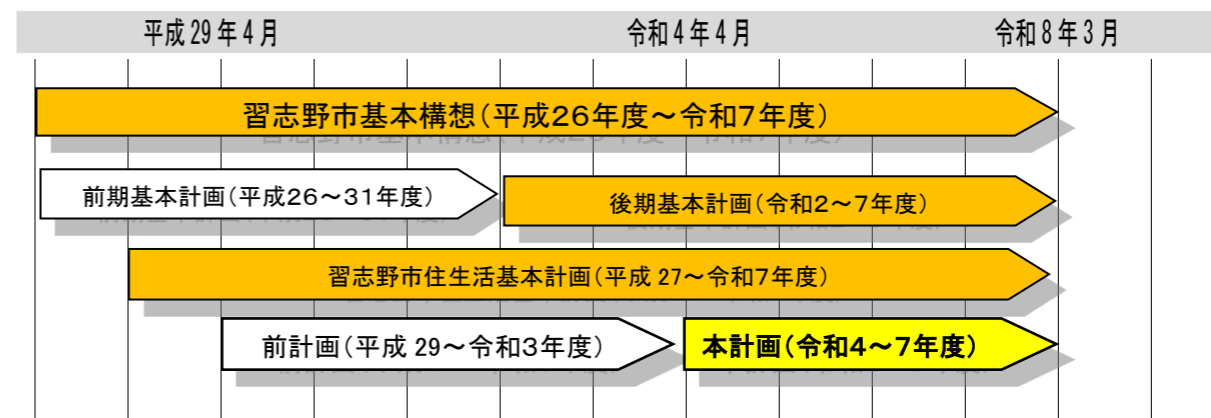 平成29年4月 令和4年4月 令和8年3月
習志野市基本構想（平成２６年度～令和７年度）
前期基本計画（平成２６～３１年度） 後期基本計画（令和２～７年度）
習志野市住生活基本計画（平成 27～令和７年度）
前計画（平成 29～令和３年度） 本計画（令和４～７年度）